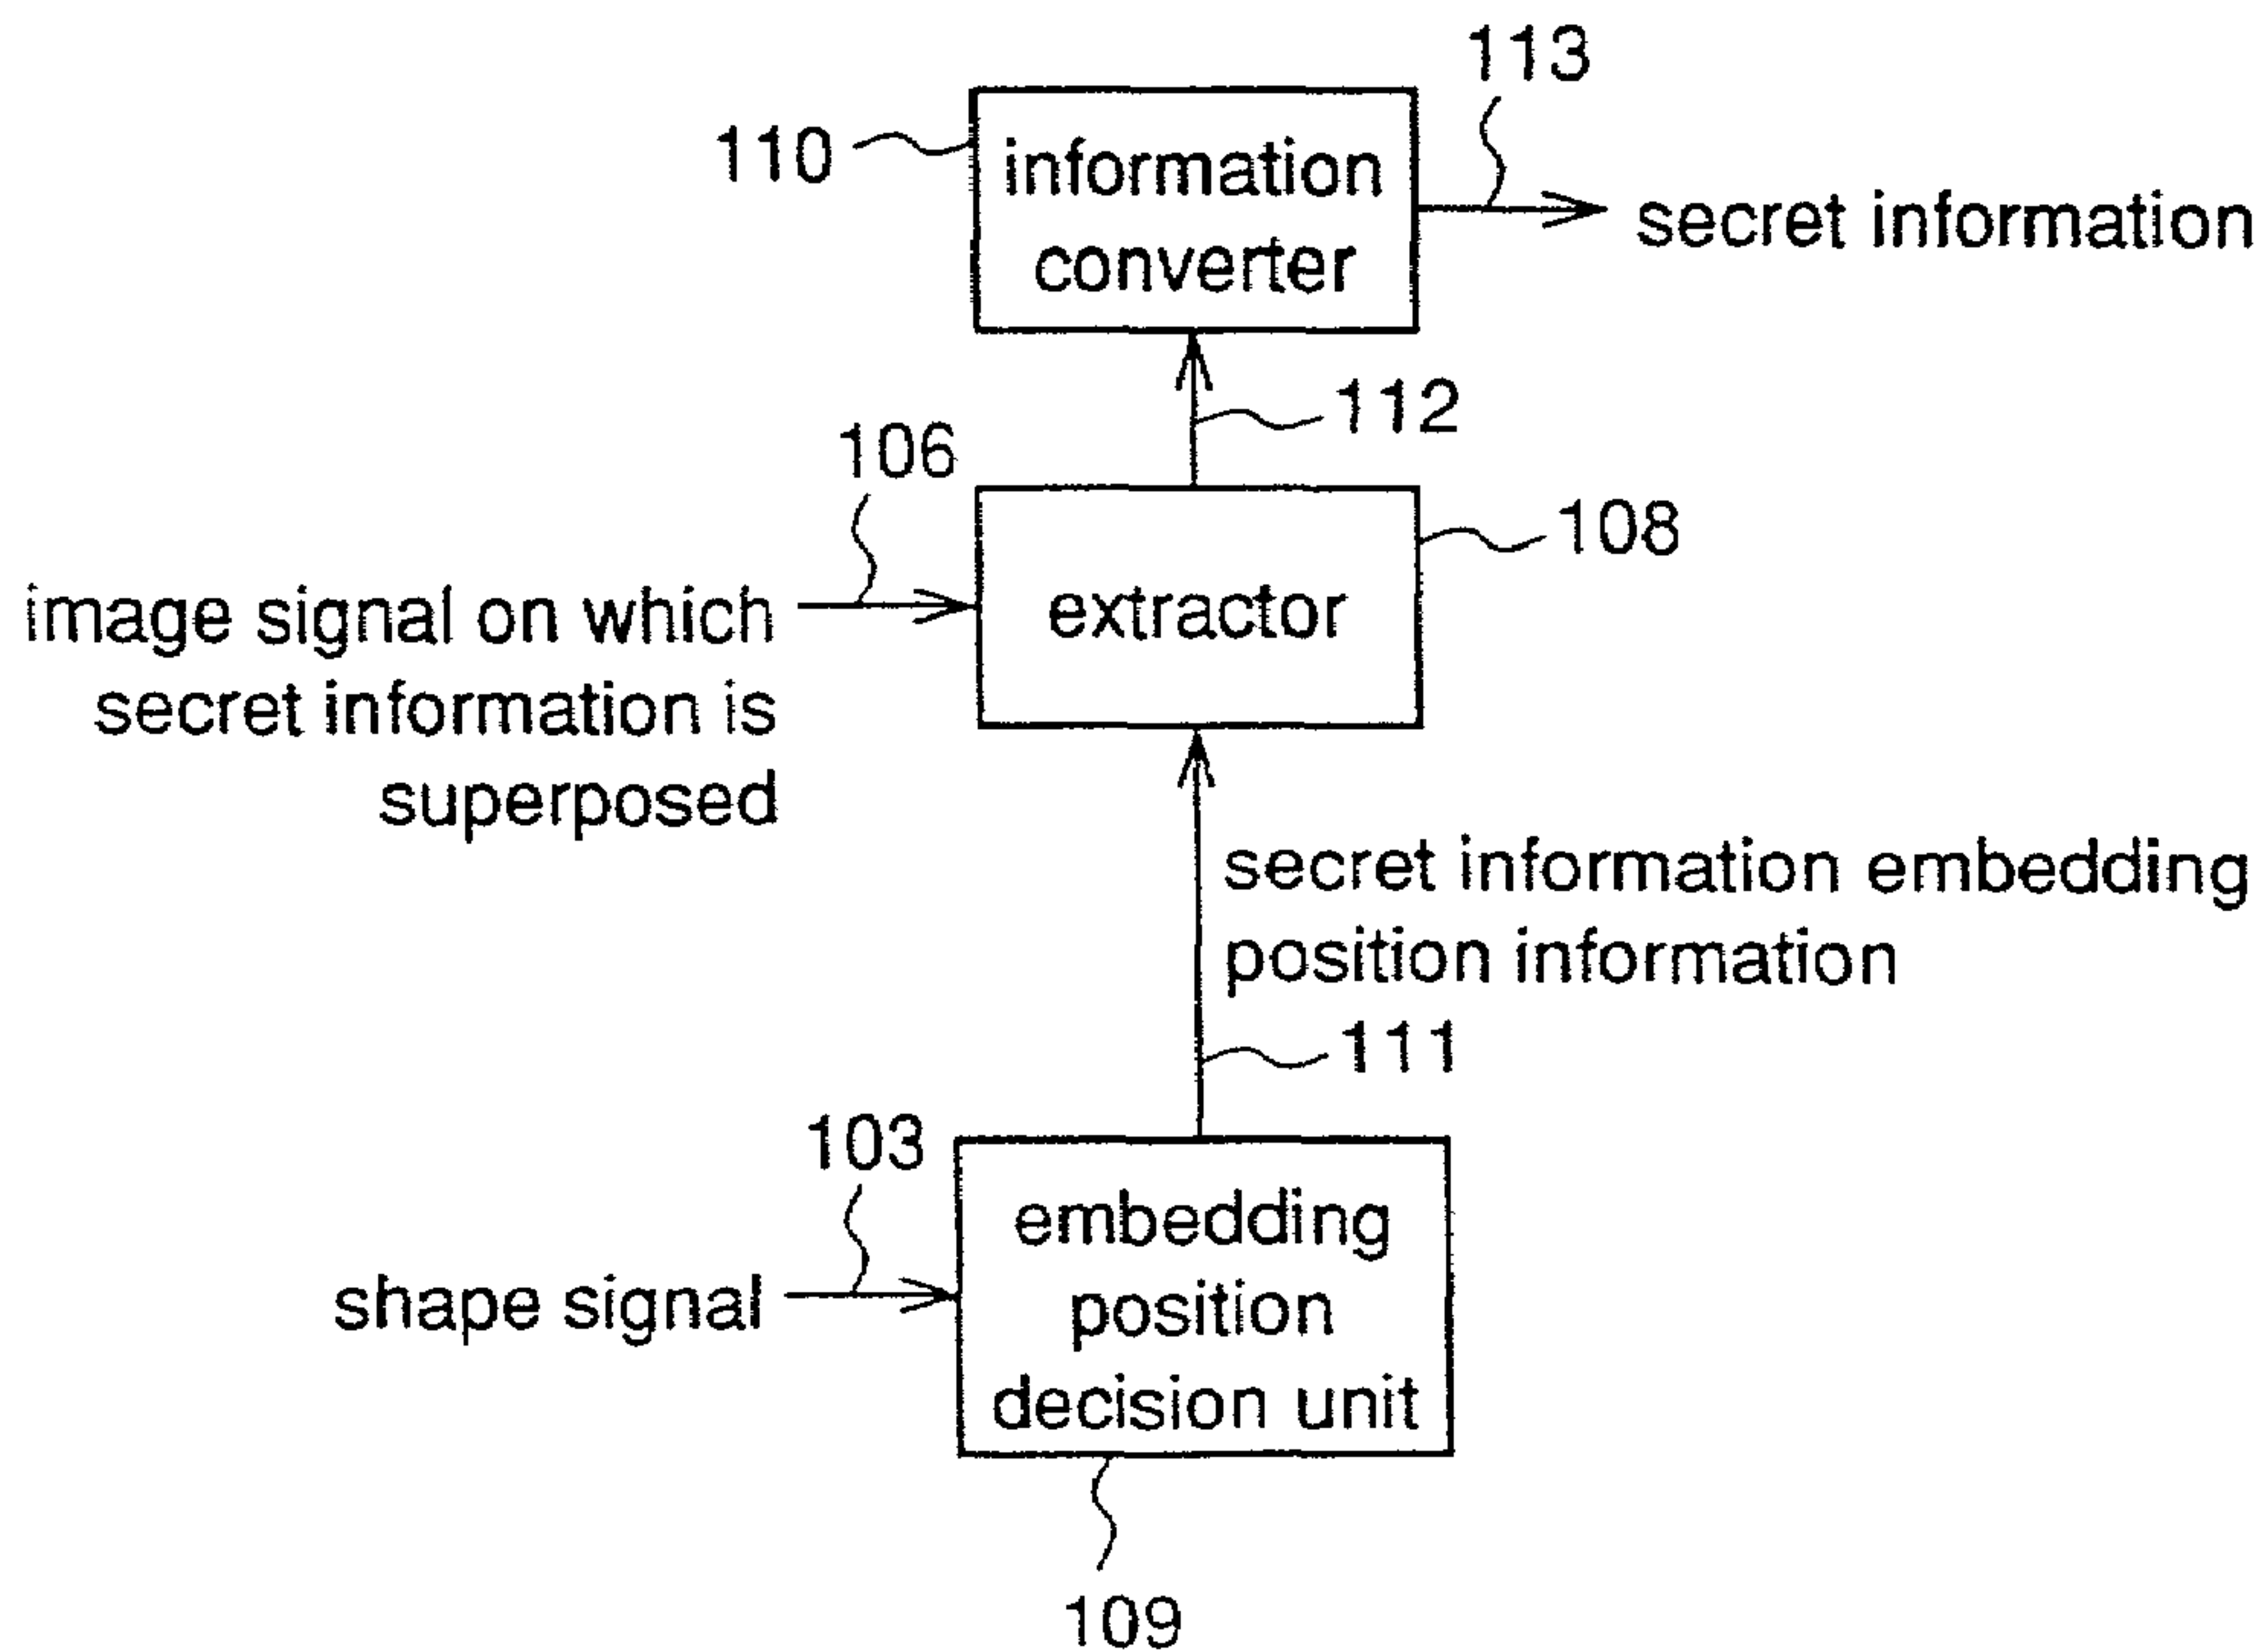 113
110
information
converter
secret information
112
106
108
image signal on which
secret information is
superposed
extractor
secret information embedding
position information
111
103
shape signal
embedding
position
decision unit
109